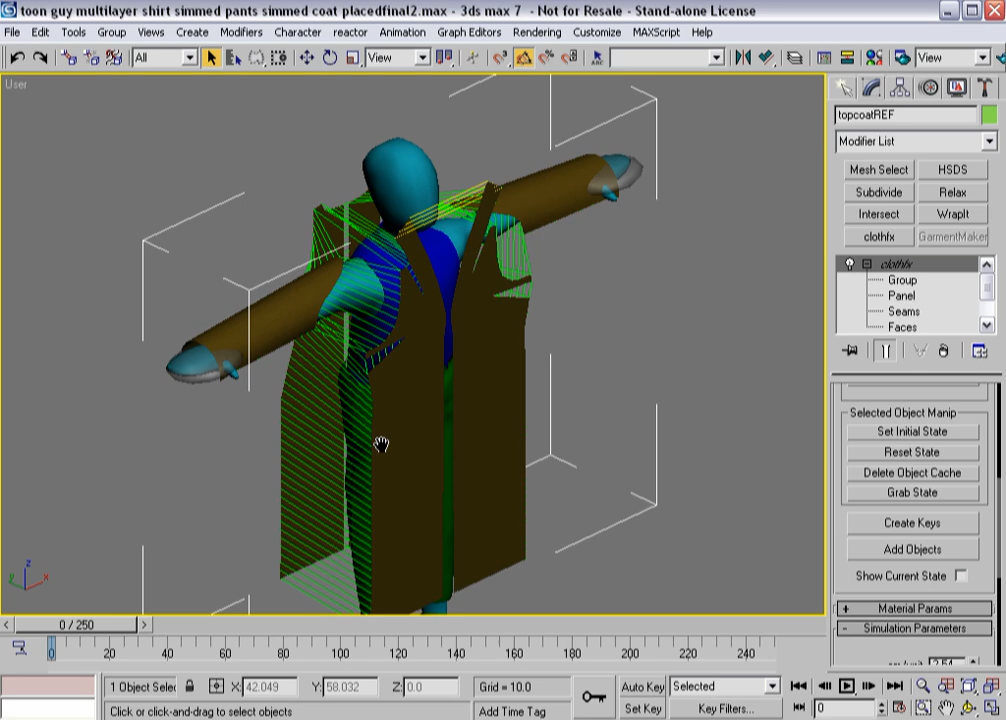 toon guy multilayer shirt simmed pants simmed coat placedfinal2.max - 3ds max 7 - Not for Resale - Stand-alone License
File Edit Tools Group Views Create Modifiers Character reactor Animation Graph Editors Rendering Customize MAXScript Help
All View View
User
topcoatREF
Modifier List
Mesh Select HSDS
Subdivide Relax
Intersect WrapIt
clothfx GarmentMaker
clothfx
Group
Panel
Seams
Faces
Selected Object Manip
Set Initial State
Reset State
Delete Object Cache
Grab State
Create Keys
Add Objects
Show Current State
+ Material Params
- Simulation Parameters
z
x
y
< 0 / 250 >
0 20 40 60 80 100 120 140 160 180 200 220 240
1 Object Selec X: 42.049 Y: 58.032 Z: 0.0 Grid = 10.0 Auto Key Selected
Click or click-and-drag to select objects Add Time Tag Set Key Key Filters... 0